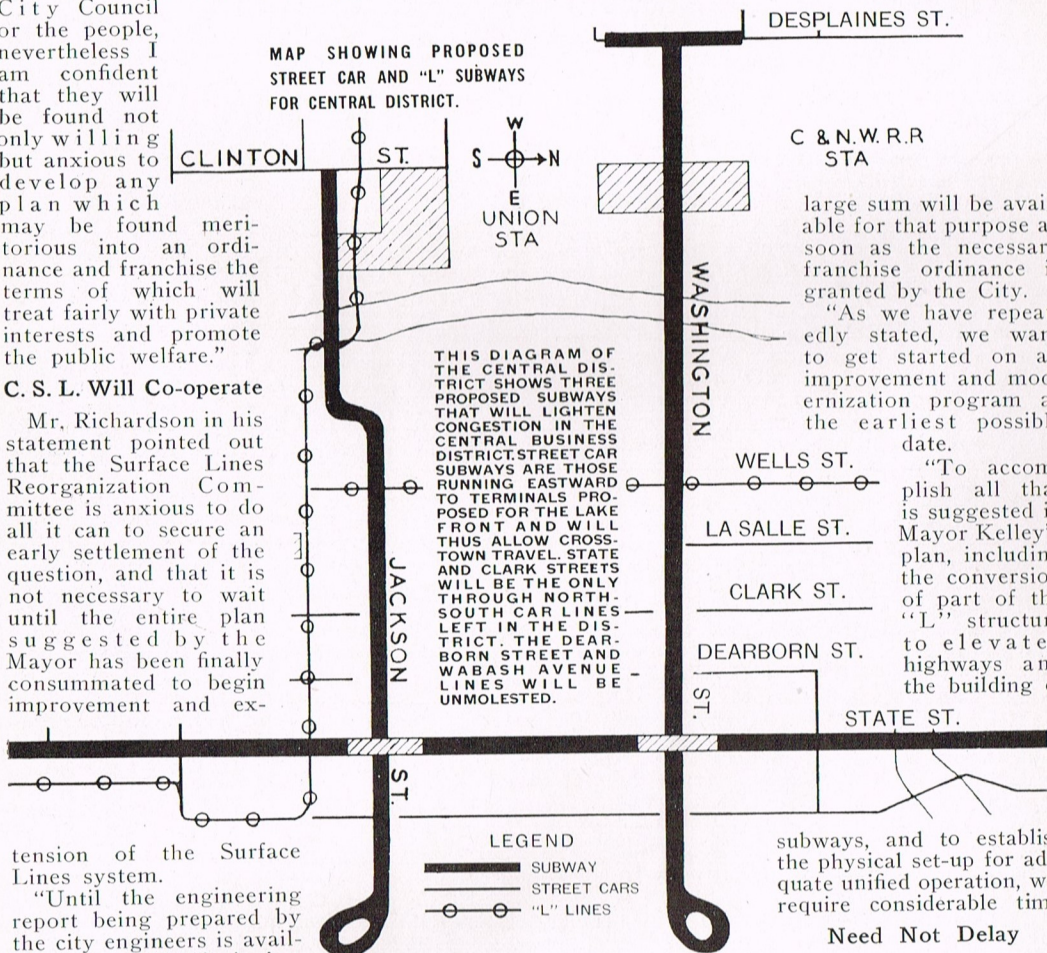 City Council
or the people,
nevertheless I
am confident
that they will
be found not
only willing
but anxious to
develop any
plan which
may be found meri-
torious into an ordi-
nance and franchise the
terms of which will
treat fairly with private
interests and promote
the public welfare.”
C. S. L. Will Co-operate
Mr. Richardson in his
statement pointed out
that the Surface Lines
Reorganization Com-
mittee is anxious to do
all it can to secure an
early settlement of the
question, and that it is
not necessary to wait
until the entire plan
suggested by the
Mayor has been finally
consummated to begin
improvement and ex-
tension of the Surface
Lines system.
“Until the engineering
report being prepared by
the city engineers is avail-
MAP SHOWING PROPOSED
STREET CAR AND “L” SUBWAYS
FOR CENTRAL DISTRICT.
DESPLAINES ST.
CLINTON ST.
W
S N
E
UNION
STA
C & N.W. R.R
STA
WASHINGTON ST.
JACKSON ST.
THIS DIAGRAM OF
THE CENTRAL DIS-
TRICT SHOWS THREE
PROPOSED SUBWAYS
THAT WILL LIGHTEN
CONGESTION IN THE
CENTRAL BUSINESS
DISTRICT. STREET CAR
SUBWAYS ARE THOSE
RUNNING EASTWARD
TO TERMINALS PRO-
POSED FOR THE LAKE
FRONT AND WILL
THUS ALLOW CROSS-
TOWN TRAVEL. STATE
AND CLARK STREETS
WILL BE THE ONLY
THROUGH NORTH-
SOUTH CAR LINES
LEFT IN THE DIS-
TRICT. THE DEAR-
BORN STREET AND
WABASH AVENUE
LINES WILL BE
UNMOLESTED.
WELLS ST.
LA SALLE ST.
CLARK ST.
DEARBORN ST.
STATE ST.
LEGEND
SUBWAY
STREET CARS
“L” LINES
large sum will be avai
able for that purpose a
soon as the necessar
franchise ordinance i
granted by the City.
“As we have repea
edly stated, we wan
to get started on a
improvement and mod
ernization program a
the earliest possibl
date.
“To accom
plish all tha
is suggested i
Mayor Kelley’
plan, includin
the conversio
of part of th
“L” structur
to elevate
highways an
the building
subways, and to establis
the physical set-up for ad
quate unified operation, w
require considerable tim
Need Not Delay